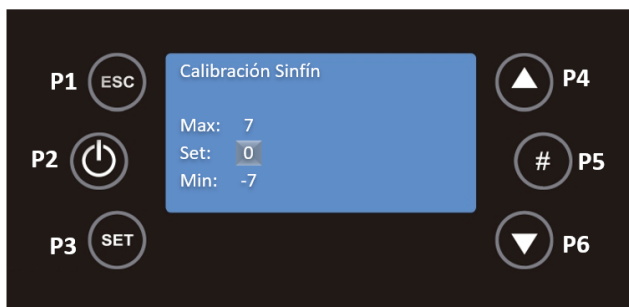 P1 ESC
P2
P3 SET
Calibración Sinfín
Max: 7
Set: 0
Min: -7
P4
# P5
P6